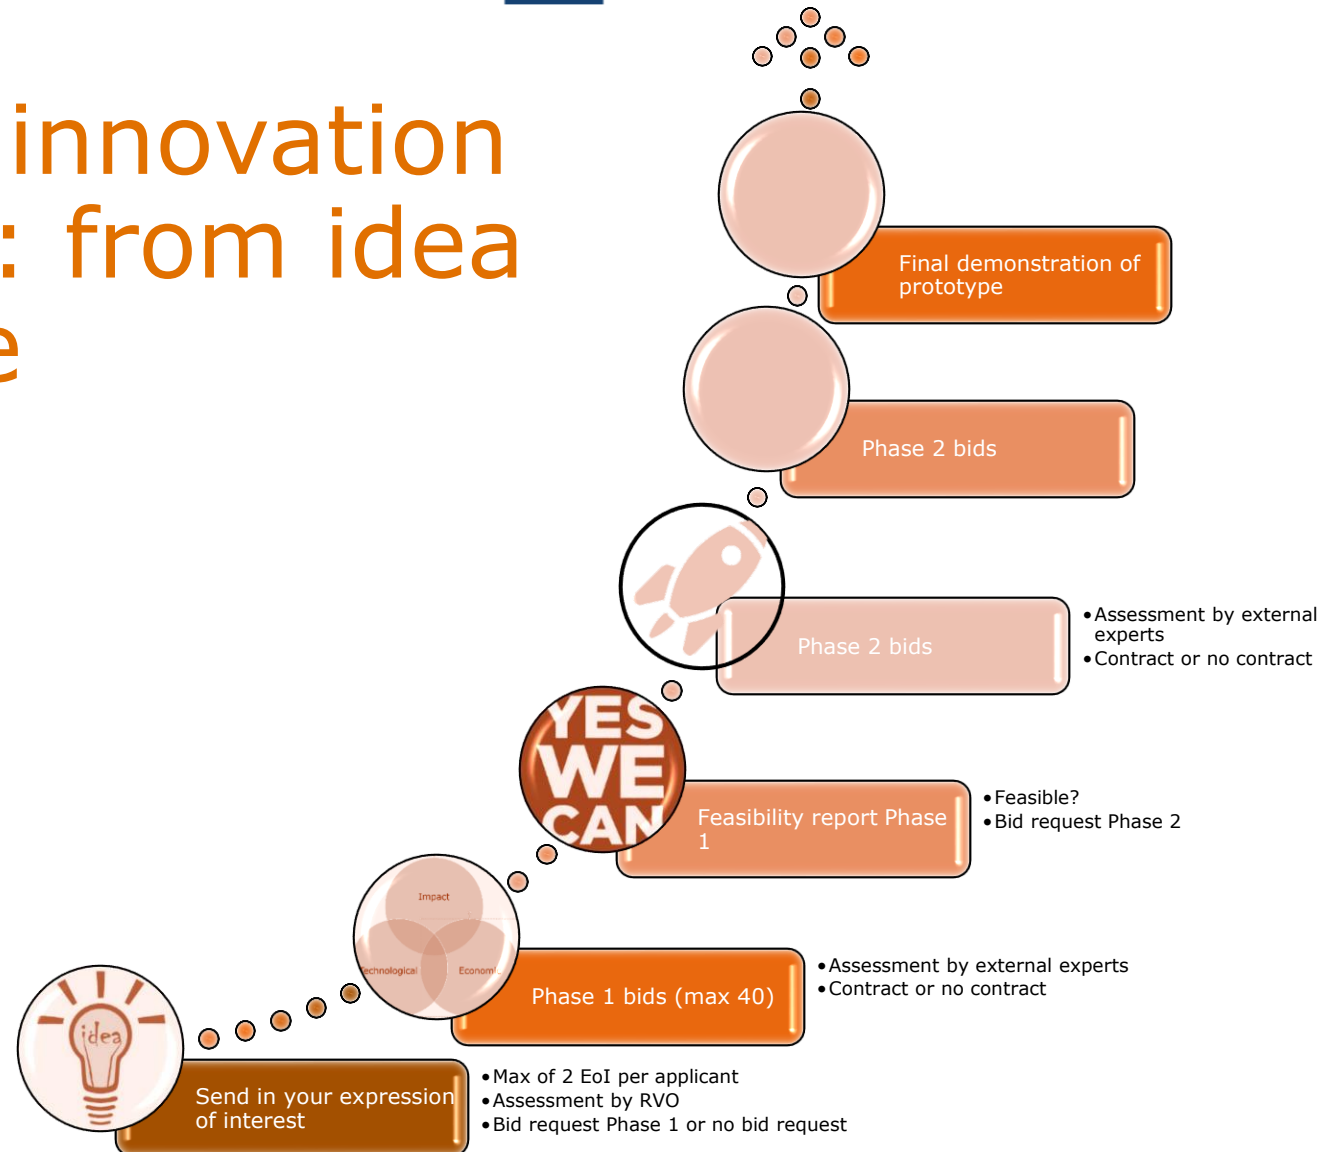 innovation
: from idea
e
Final demonstration of
prototype
Phase 2 bids
Phase 2 bids
•Assessment by external
experts
•Contract or no contract
YES
WE
CAN
Feasibility report Phase
1
•Feasible?
•Bid request Phase 2
Impact
echnological
Economi
Phase 1 bids (max 40)
•Assessment by external experts
•Contract or no contract
idea
Send in your expression
of interest
•Max of 2 EoI per applicant
•Assessment by RVO
•Bid request Phase 1 or no bid request